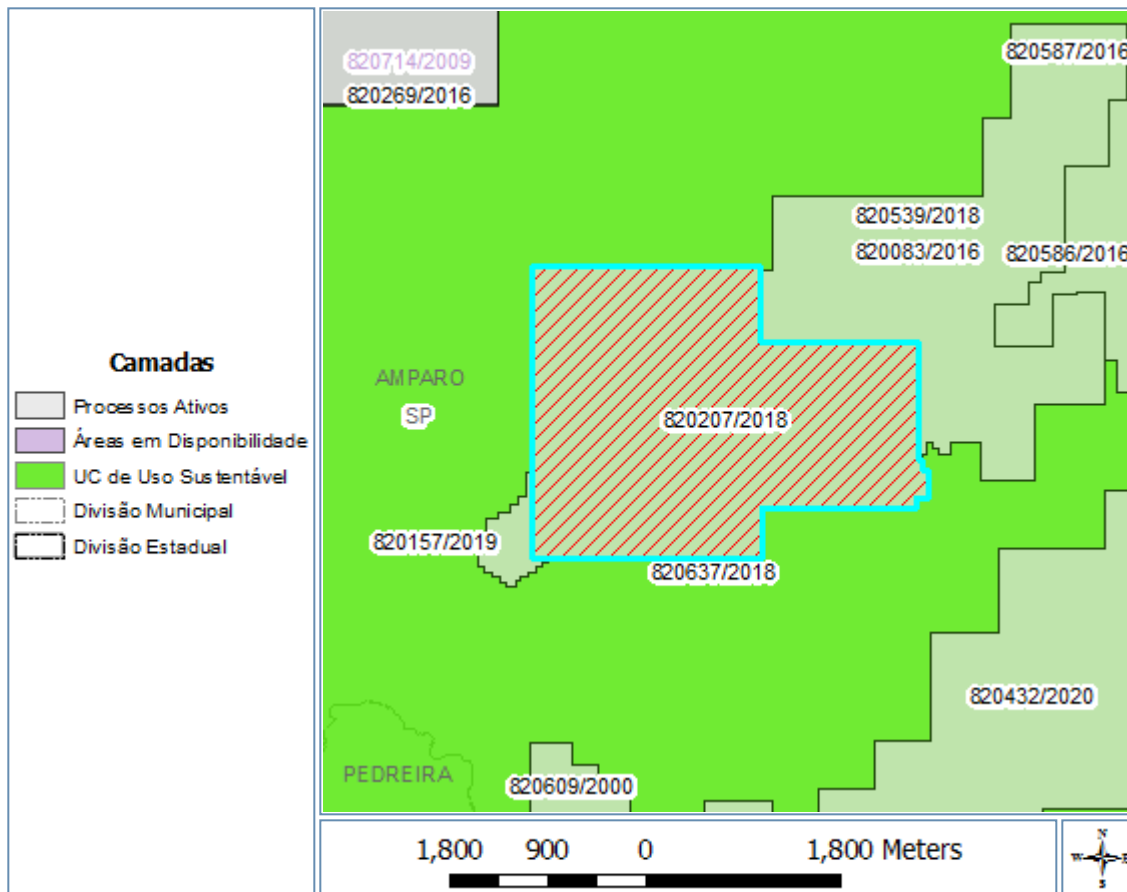 Camadas
Processos Ativos
Áreas em Disponibilidade
UC de Uso Sustentável
Divisão Municipal
Divisão Estadual
820714/2009
820269/2016
820587/2016
820539/2018
820083/2016
820586/2016
AMPARO
SP
820207/2018
820157/2019
820637/2018
820432/2020
PEDREIRA
820609/2000
1,800 900 0 1,800 Meters
N
W E
S